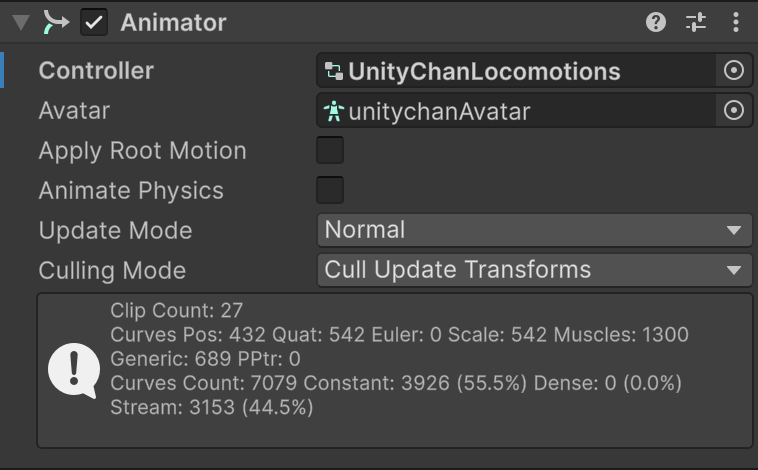 Animator
Controller UnityChanLocomotions
Avatar unitychanAvatar
Apply Root Motion
Animate Physics
Update Mode Normal
Culling Mode Cull Update Transforms
Clip Count: 27
Curves Pos: 432 Quat: 542 Euler: 0 Scale: 542 Muscles: 1300
Generic: 689 PPtr: 0
Curves Count: 7079 Constant: 3926 (55.5%) Dense: 0 (0.0%)
Stream: 3153 (44.5%)